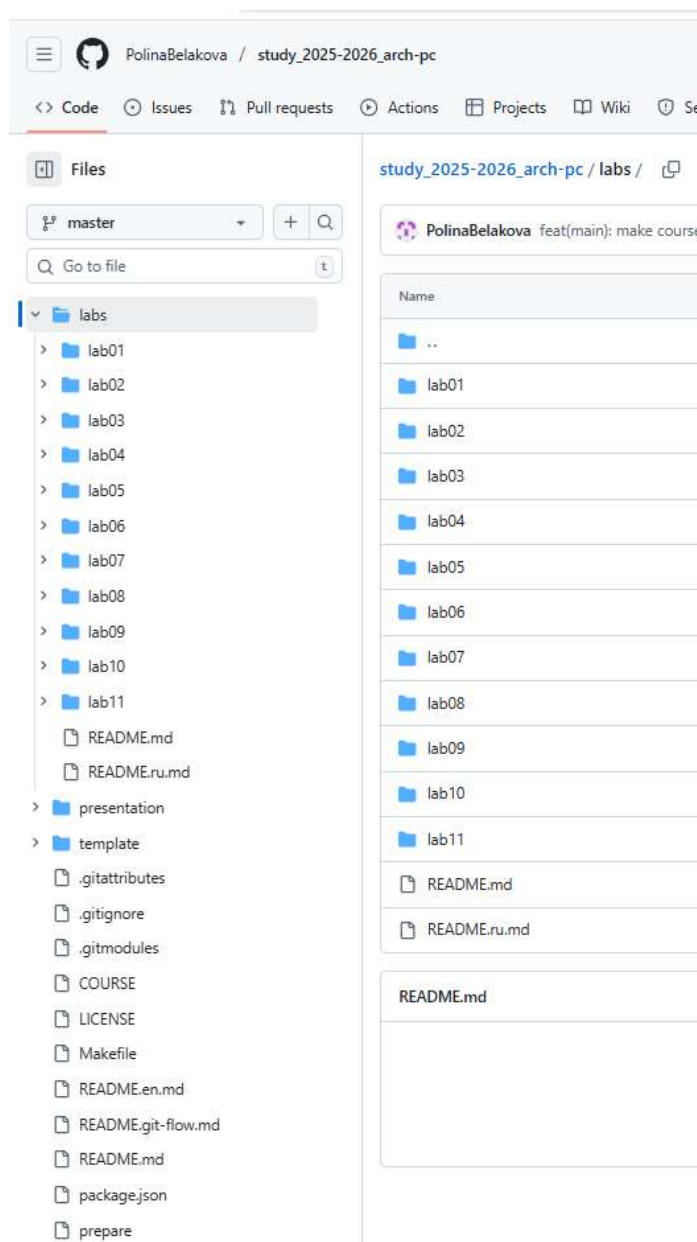 PolinaBelakova / study_2025-2026_arch-pc
Code Issues Pull requests Actions Projects Wiki Se
Files
master
Go to file t
labs
lab01
lab02
lab03
lab04
lab05
lab06
lab07
lab08
lab09
lab10
lab11
README.md
README.ru.md
presentation
template
.gitattributes
.gitignore
.gitmodules
COURSE
LICENSE
Makefile
README.en.md
README.git-flow.md
README.md
package.json
prepare
study_2025-2026_arch-pc / labs /
PolinaBelakova feat(main): make course
Name
..
lab01
lab02
lab03
lab04
lab05
lab06
lab07
lab08
lab09
lab10
lab11
README.md
README.ru.md
README.md